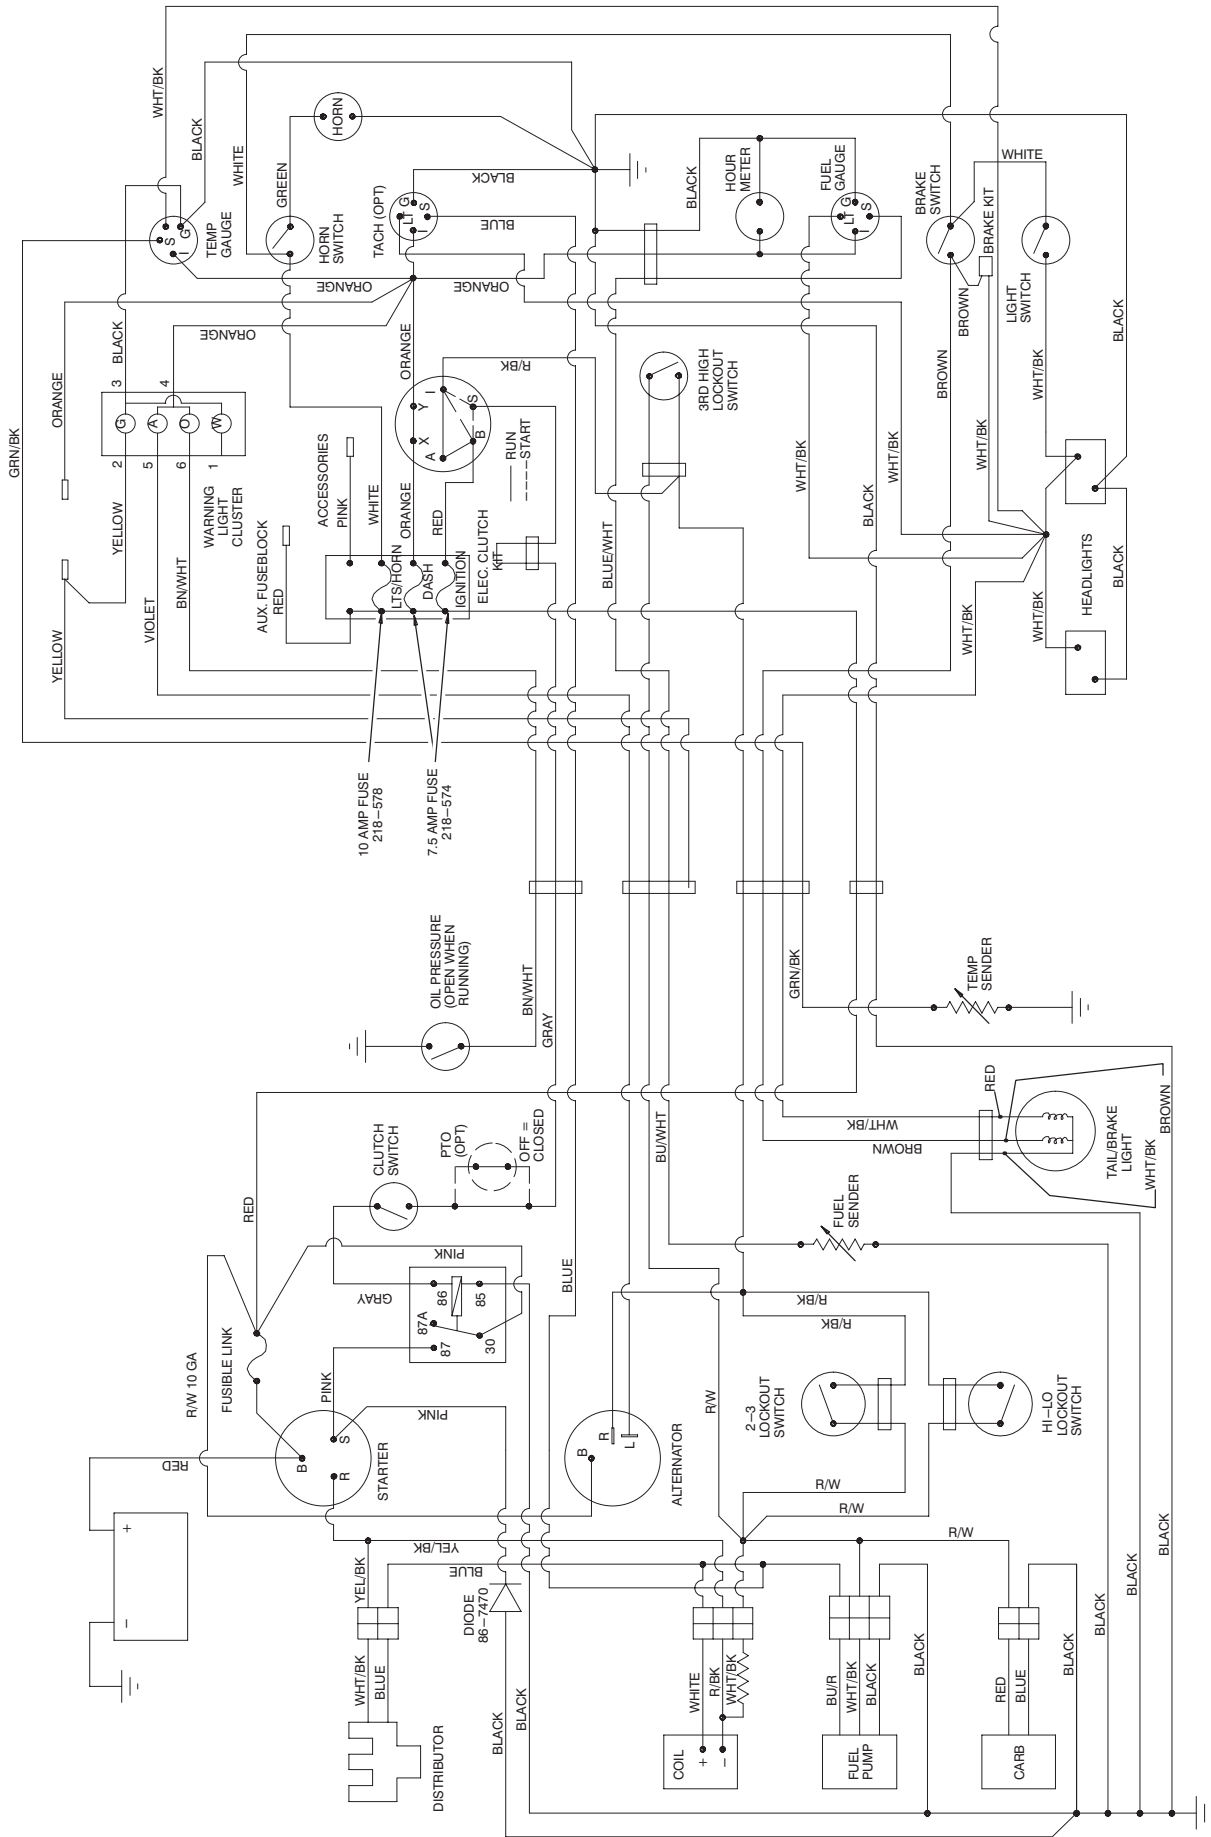 WHT/BK
BLACK
WHITE
GREEN
HORN
GRN/BK
S
G
I
TEMP
GAUGE
HORN
SWITCH
TACH (OPT)
G
LT
S
I
BLACK
BLUE
BLACK
HOUR
METER
FUEL
GAUGE
G
LT
S
I
BRAKE
SWITCH
WHITE
BRAKE KIT
BROWN
LIGHT
SWITCH
ORANGE
ORANGE
ORANGE
BLACK
3
4
G
A
O
W
2
5
6
1
ORANGE
YELLOW
YELLOW
VIOLET
BN/WHT
WARNING
LIGHT
CLUSTER
AUX. FUSEBLOCK
RED
ACCESSORIES
PINK
WHITE
ORANGE
RED
LTS/HORN
DASH
IGNITION
ORANGE
R/BK
A
X
Y
I
B
S
RUN
START
ELEC. CLUTCH
KIT
3RD HIGH
LOCKOUT
SWITCH
BLUE/WHT
WHT/BK
BLACK
WHT/BK
BROWN
WHT/BK
WHT/BK
BLACK
WHT/BK
WHT/BK
BLACK
HEADLIGHTS
10 AMP FUSE
218–578
7.5 AMP FUSE
218–574
OIL PRESSURE
(OPEN WHEN
RUNNING)
BN/WHT
GRAY
GRN/BK
TEMP
SENDER
CLUTCH
SWITCH
PTO
(OPT)
OFF =
CLOSED
RED
PINK
GRAY
87A
86
85
87
30
BLUE
BU/WHT
FUEL
SENDER
BROWN
WHT/BK
RED
TAIL/BRAKE
LIGHT
WHT/BK
BROWN
R/W 10 GA
FUSIBLE LINK
PINK
PINK
RED
B
S
R
STARTER
+
–
B
R
L
ALTERNATOR
R/W
R/BK
R/BK
2–3
LOCKOUT
SWITCH
HI–LO
LOCKOUT
SWITCH
R/W
R/W
R/W
YEL/BK
YEL/BK
BLUE
DIODE
86–7470
WHT/BK
BLUE
DISTRIBUTOR
BLACK
BLACK
COIL
+
–
WHITE
R/BK
WHT/BK
FUEL
PUMP
BU/R
WHT/BK
BLACK
BLACK
CARB
RED
BLUE
BLACK
BLACK
BLACK
BLACK